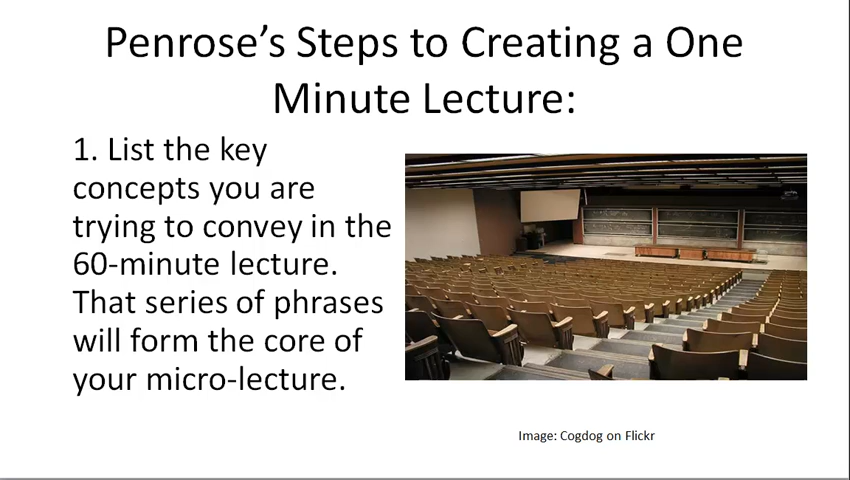 Penrose’s Steps to Creating a One
Minute Lecture:
1. List the key
concepts you are
trying to convey in the
60-minute lecture.
That series of phrases
will form the core of
your micro-lecture.
Image: Cogdog on Flickr